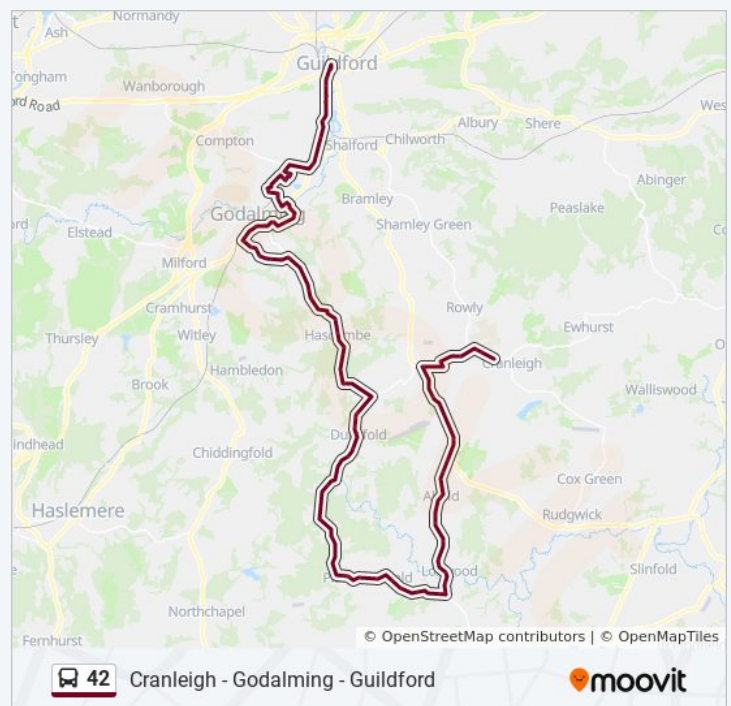 Normandy
Ash
Guildford
Tongham
Wanborough
ord Road
Albury
Shere
Wes
Compton
Chilworth
Shalford
Abinger
Bramley
Godalming
Peaslake
Elstead
Shamley Green
Milford
Cramhurst
Rowly
Thursley
Witley
Hascombe
Ewhurst
Cranleigh
Hambledon
Brook
Walliswood
Dunsfold
indhead
Chiddingfold
Cox Green
Alfold
Haslemere
Rudgwick
Slinfold
Loxwood
Northchapel
Fernhurst
© OpenStreetMap contributors | © OpenMapTiles
42 Cranleigh - Godalming - Guildford
moovit